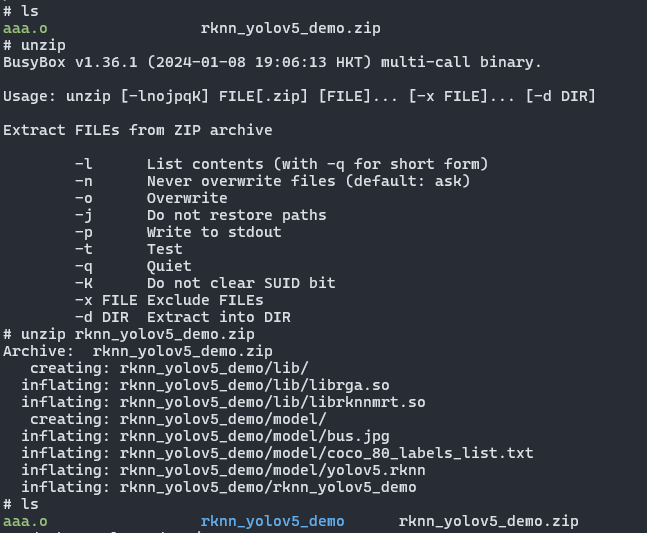 # ls
aaa.o                 rknn_yolov5_demo.zip
# unzip
BusyBox v1.36.1 (2024-01-08 19:06:13 HKT) multi-call binary.

Usage: unzip [-lnojpqK] FILE[.zip] [FILE]... [-x FILE]... [-d DIR]

Extract FILEs from ZIP archive

        -l      List contents (with -q for short form)
        -n      Never overwrite files (default: ask)
        -o      Overwrite
        -j      Do not restore paths
        -p      Write to stdout
        -t      Test
        -q      Quiet
        -K      Do not clear SUID bit
        -x FILE Exclude FILEs
        -d DIR  Extract into DIR
# unzip rknn_yolov5_demo.zip
Archive:  rknn_yolov5_demo.zip
   creating: rknn_yolov5_demo/lib/
  inflating: rknn_yolov5_demo/lib/librga.so
  inflating: rknn_yolov5_demo/lib/librknnmrt.so
   creating: rknn_yolov5_demo/model/
  inflating: rknn_yolov5_demo/model/bus.jpg
  inflating: rknn_yolov5_demo/model/coco_80_labels_list.txt
  inflating: rknn_yolov5_demo/model/yolov5.rknn
  inflating: rknn_yolov5_demo/rknn_yolov5_demo
# ls
aaa.o                 rknn_yolov5_demo      rknn_yolov5_demo.zip